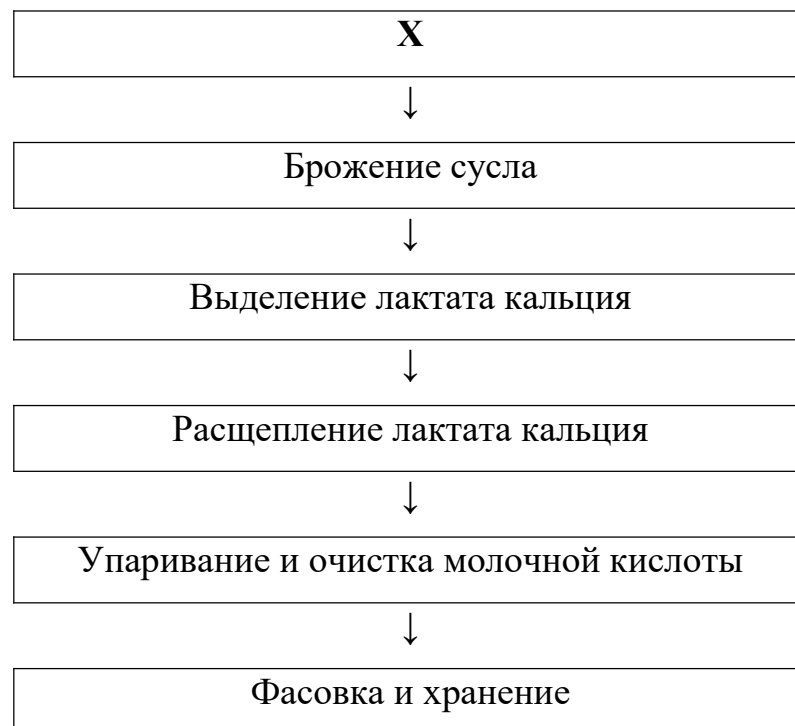 Х
↓
Брожение сусла
↓
Выделение лактата кальция
↓
Расщепление лактата кальция
↓
Упаривание и очистка молочной кислоты
↓
Фасовка и хранение